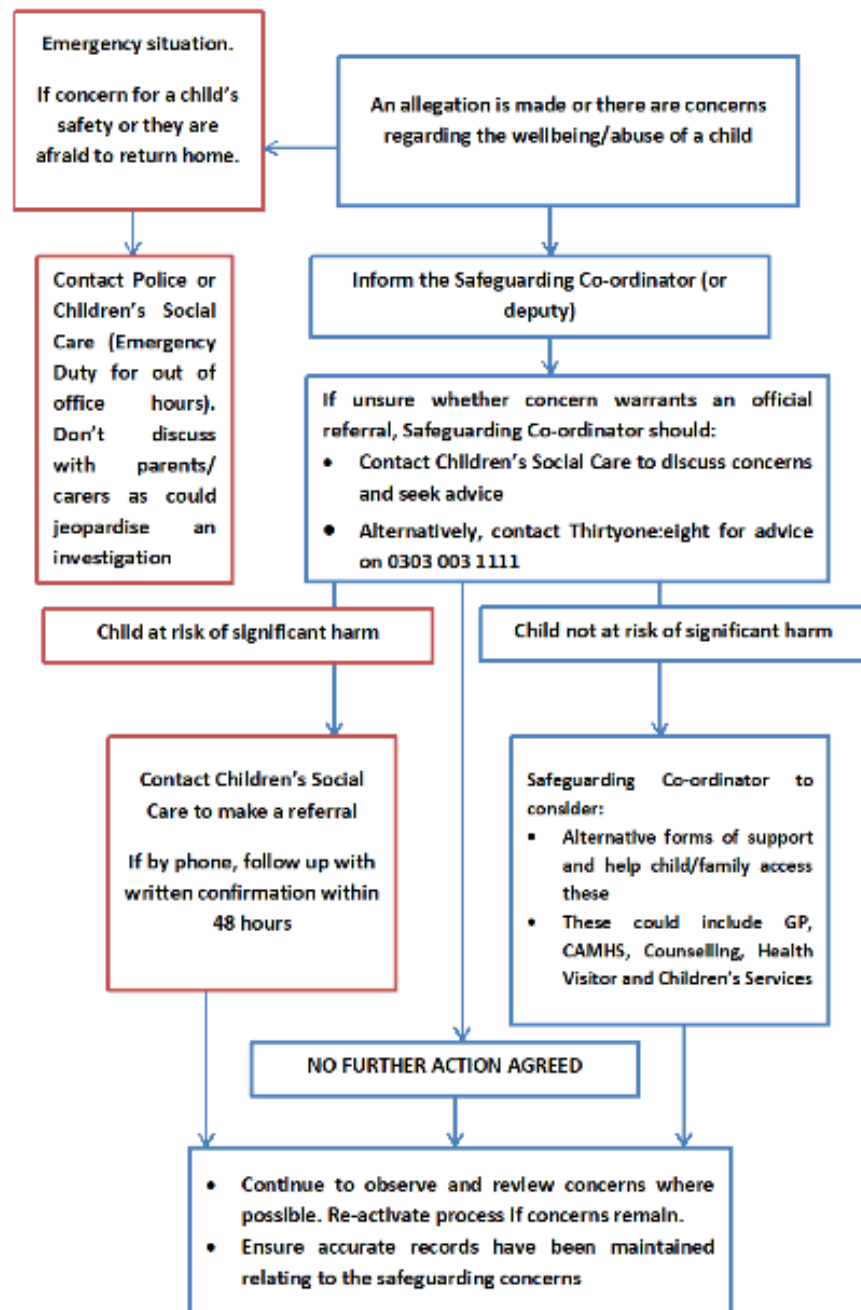 Emergency situation.
If concern for a child's
safety or they are
afraid to return home.
An allegation is made or there are concerns
regarding the wellbeing/abuse of a child
Contact Police or
Children's Social
Care (Emergency
Duty for out of
office hours).
Don't discuss
with parents/
carers as could
jeopardise an
investigation
Inform the Safeguarding Co-ordinator (or
deputy)
If unsure whether concern warrants an official
referral, Safeguarding Co-ordinator should:
• Contact Children's Social Care to discuss concerns
and seek advice
• Alternatively, contact Thirtyone:eight for advice
on 0303 003 1111
Child at risk of significant harm
Child not at risk of significant harm
Contact Children's Social
Care to make a referral
If by phone, follow up with
written confirmation within
48 hours
Safeguarding Co-ordinator to
consider:
▪ Alternative forms of support
and help child/family access
these
▪ These could include GP,
CAMHS, Counselling, Health
Visitor and Children's Services
NO FURTHER ACTION AGREED
• Continue to observe and review concerns where
possible. Re-activate process if concerns remain.
• Ensure accurate records have been maintained
relating to the safeguarding concerns